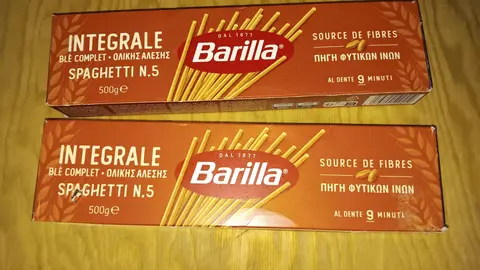 INTEGRALE
BLÉ COMPLET • ΟΛΙΚΗΣ ΑΛΕΣΗΣ
SPAGHETTI N.5
500g℮
DAL 1877
Barilla®
SOURCE DE FIBRES
ΠΗΓΗ ΦΥΤΙΚΩΝ ΙΝΩΝ
AL DENTE 9 MINUTI
INTEGRALE
BLÉ COMPLET • ΟΛΙΚΗΣ ΑΛΕΣΗΣ
SPAGHETTI N.5
500g℮
DAL 1877
Barilla®
SOURCE DE FIBRES
ΠΗΓΗ ΦΥΤΙΚΩΝ ΙΝΩΝ
AL DENTE 9 MINUTI